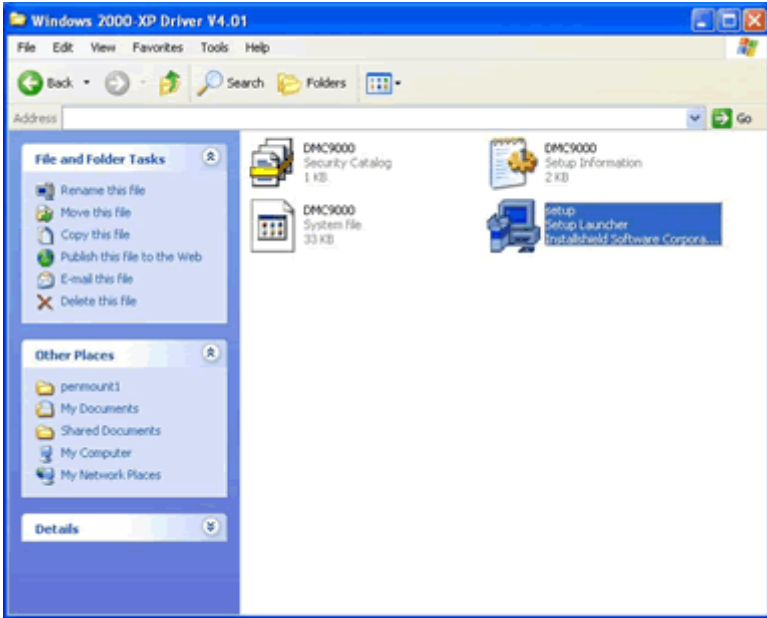 Windows 2000-XP Driver V4.01
File Edit View Favorites Tools Help
Back Search Folders
Address Go
File and Folder Tasks
Rename this file
Move this file
Copy this file
Publish this file to the Web
E-mail this file
Delete this file
Other Places
penmount1
My Documents
Shared Documents
My Computer
My Network Places
Details
DMC9000
Security Catalog
1 KB
DMC9000
Setup Information
2 KB
DMC9000
System file
33 KB
setup
Setup Launcher
InstallShield Software Corpora...